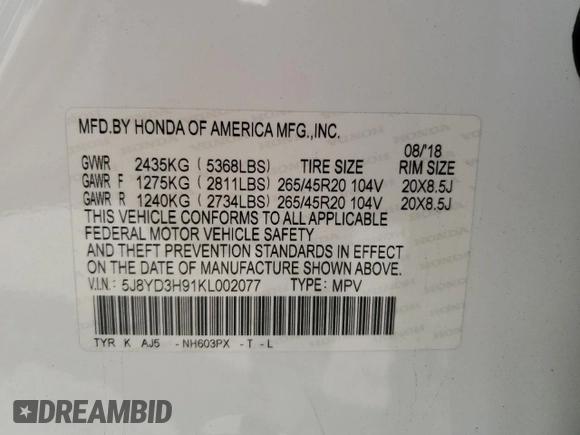 MFD.BY HONDA OF AMERICA MFG.,INC.
08/'18
GVWR 2435KG (5368LBS) TIRE SIZE RIM SIZE
GAWR F 1275KG (2811LBS) 265/45R20 104V 20X8.5J
GAWR R 1240KG (2734LBS) 265/45R20 104V 20X8.5J
THIS VEHICLE CONFORMS TO ALL APPLICABLE
FEDERAL MOTOR VEHICLE SAFETY
AND THEFT PREVENTION STANDARDS IN EFFECT
ON THE DATE OF MANUFACTURE SHOWN ABOVE.
V.I.N.: 5J8YD3H91KL002077 TYPE: MPV
TYR K AJ5 -NH603PX -T -L
DREAMBID